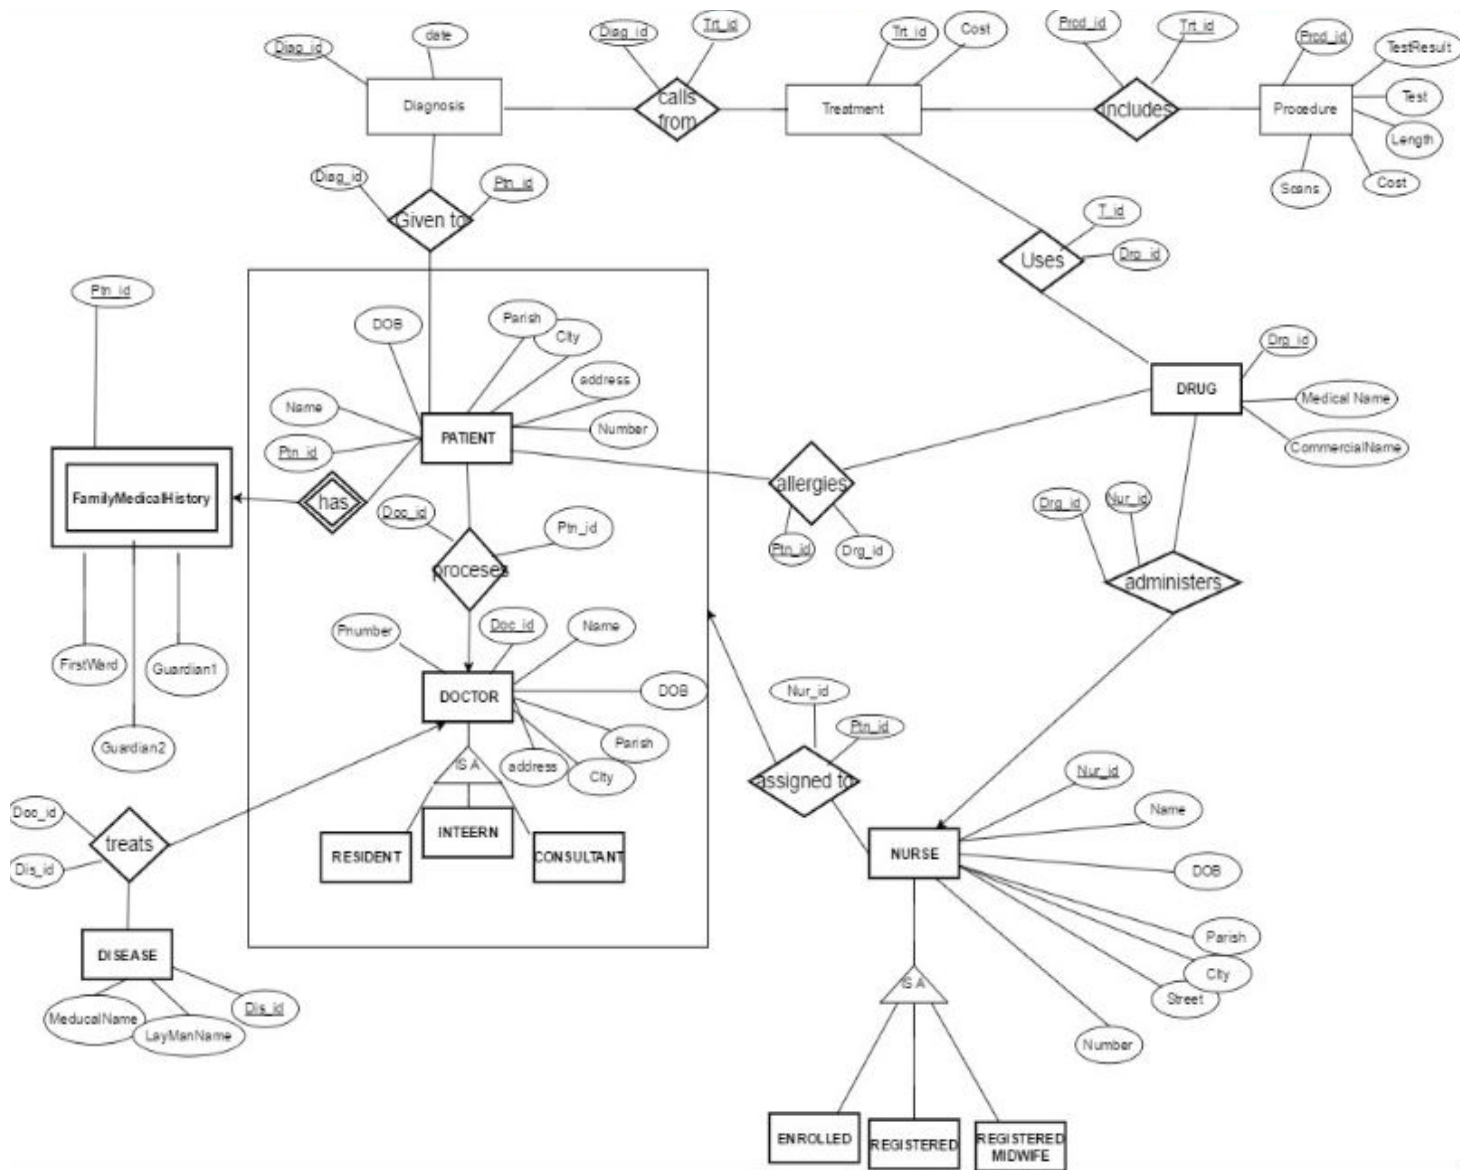 Diag_id
date
Diag_id
Trt_id
Trt_id
Cost
Prcd_id
Trt_id
Prcd_id
TestResult
Diagnosis
calls
from
Treatment
Includes
Procedure
Test
Length
Scans
Cost
Diag_id
Ptn_id
Given to
T_id
Uses
Drg_id
Ptn_id
DOB
Parish
CIty
address
Name
Number
Ptn_id
PATIENT
Drg_id
DRUG
Medical Name
CommercialName
FamilyMedicalHistory
has
allergies
Doc_id
Ptn_id
Ptn_id
Drg_id
Drg_id
Nur_id
administers
proceses
Pnumber
Doc_id
Name
DOCTOR
DOB
Parish
CIty
address
FirstWard
Guardian1
Guardian2
IS A
RESIDENT
INTEERN
CONSULTANT
Doc_id
treats
Dis_id
DISEASE
MeducalName
LayManName
Dis_id
Nur_id
Ptn_id
assigned to
NURSE
Nur_id
Name
DOB
Parish
CIty
Street
Number
IS A
ENROLLED
REGISTERED
REGISTERED
MIDWIFE